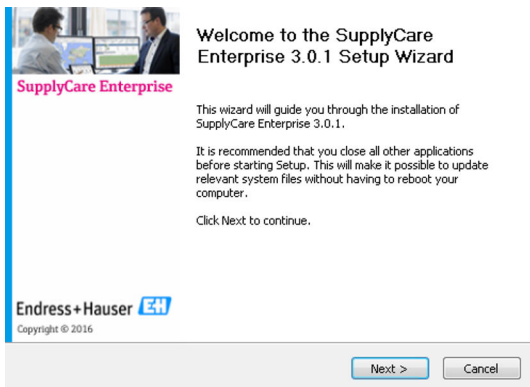 Welcome to the SupplyCare
Enterprise 3.0.1 Setup Wizard
SupplyCare Enterprise
This wizard will guide you through the installation of
SupplyCare Enterprise 3.0.1.
It is recommended that you close all other applications
before starting Setup. This will make it possible to update
relevant system files without having to reboot your
computer.
Click Next to continue.
Endress+Hauser EH
Copyright © 2016
Next >
Cancel